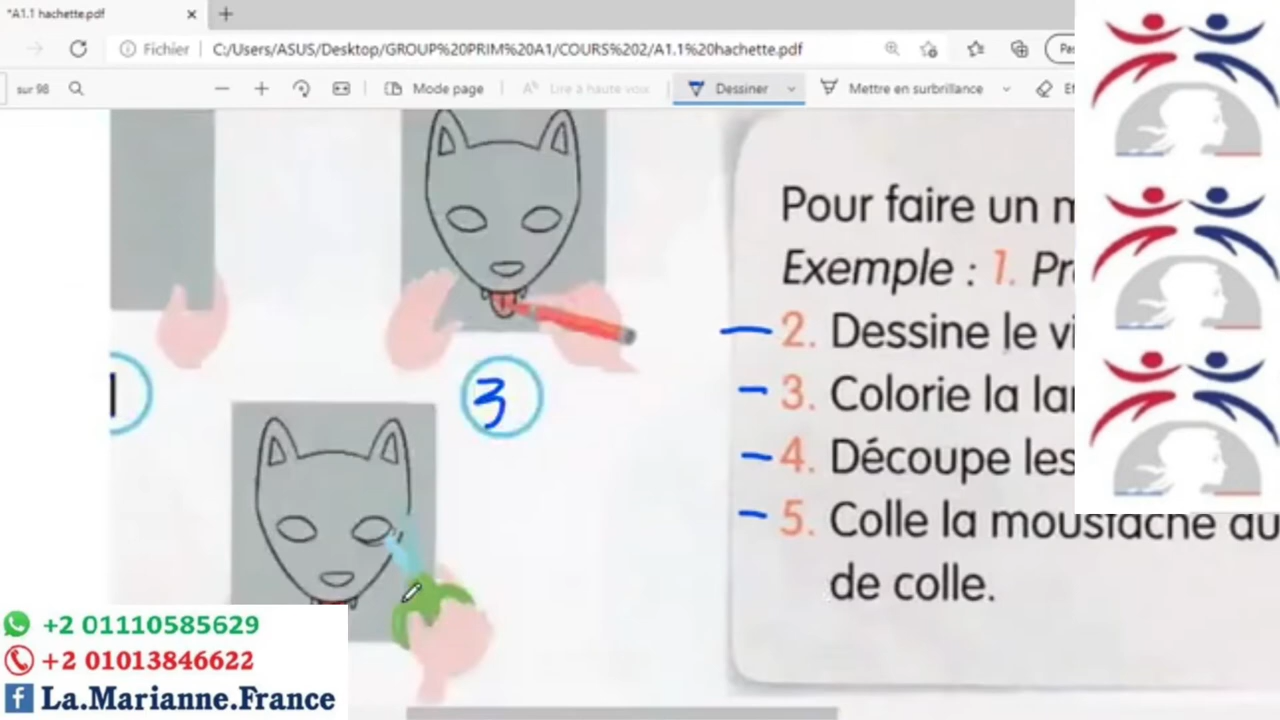 *A1.1 hachette.pdf
Fichier
C:/Users/ASUS/Desktop/GROUP%20PRIM%20A1/COURS%202/A1.1%20hachette.pdf
sur 98
Mode page
Lire à haute voix
Dessiner
Mettre en surbrillance
Pour faire un
Exemple : 1.
2. Dessine le
3. Colorie la
4. Découpe les
5. Colle la moustache
de colle.
1
3
+2 01110585629
+2 01013846622
La.Marianne.France